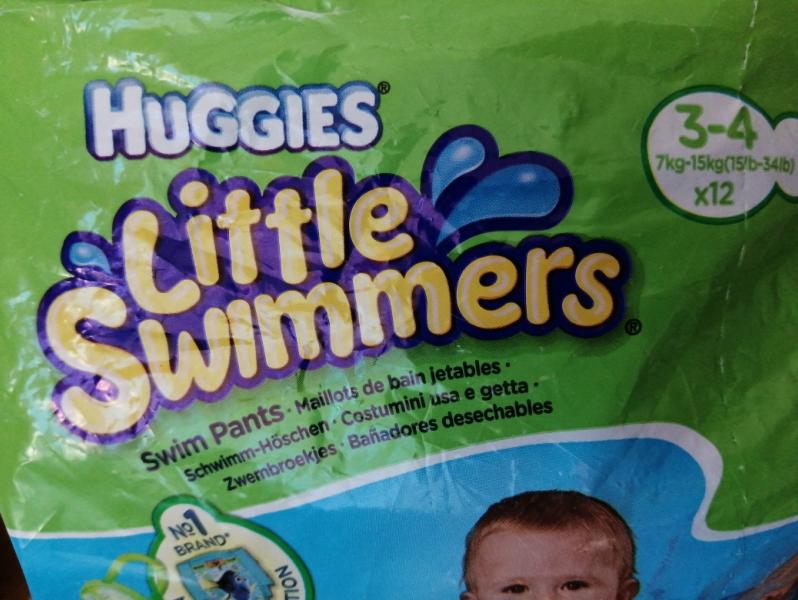 HUGGIES®
Little
Swimmers®
3-4
7kg-15kg(15lb-34lb)
x12
Swim Pants · Maillots de bain jetables ·
Schwimm-Höschen · Costumini usa e getta ·
Zwembroekjes · Bañadores desechables
Nº1
BRAND*